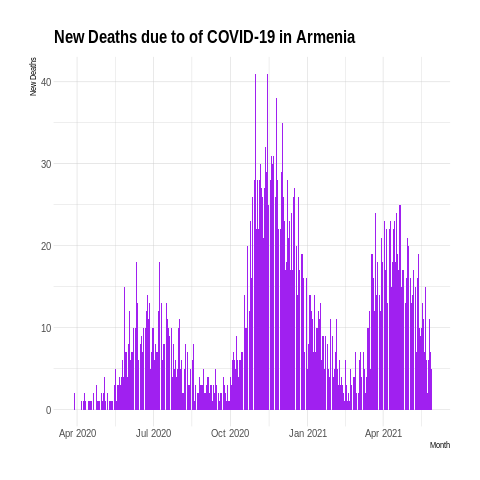 New Deaths due to of COVID-19 in Armenia
New Deaths
40
30
20
10
0
Apr 2020
Jul 2020
Oct 2020
Jan 2021
Apr 2021
Month